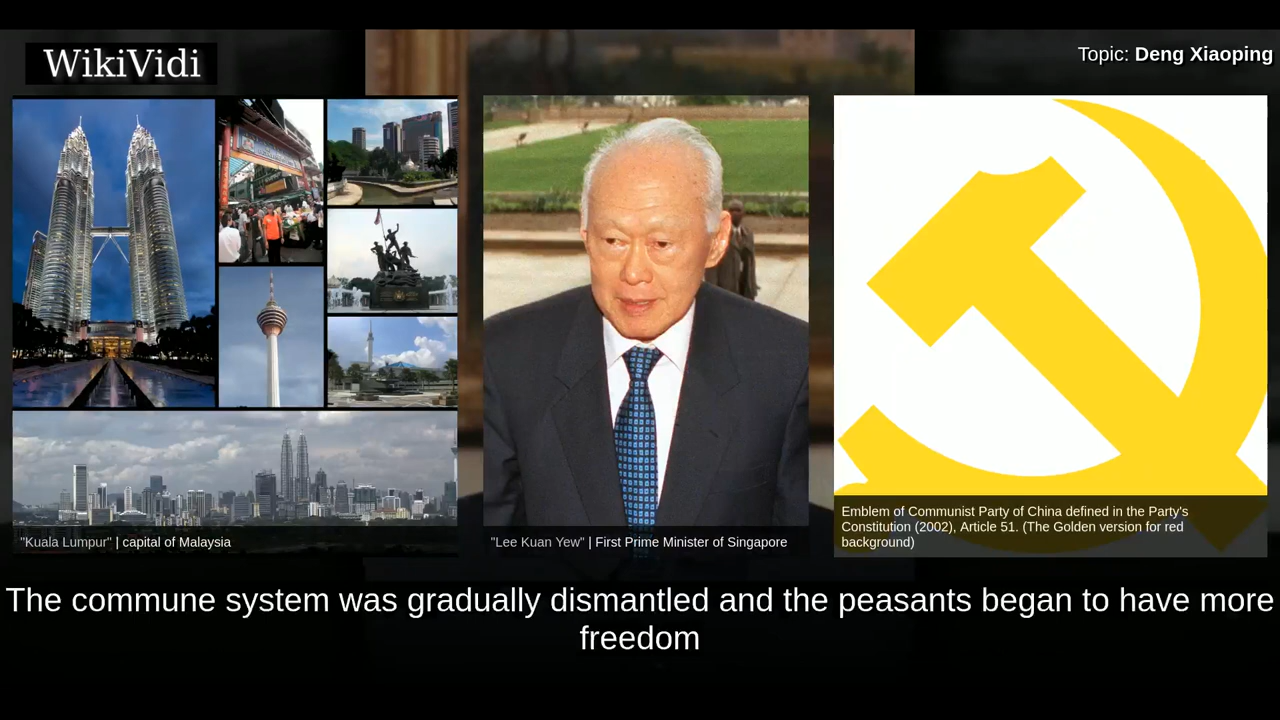 WikiVidi
Topic: Deng Xiaoping
"Kuala Lumpur" | capital of Malaysia
"Lee Kuan Yew" | First Prime Minister of Singapore
Emblem of Communist Party of China defined in the Party's
Constitution (2002), Article 51. (The Golden version for red
background)
The commune system was gradually dismantled and the peasants began to have more
freedom